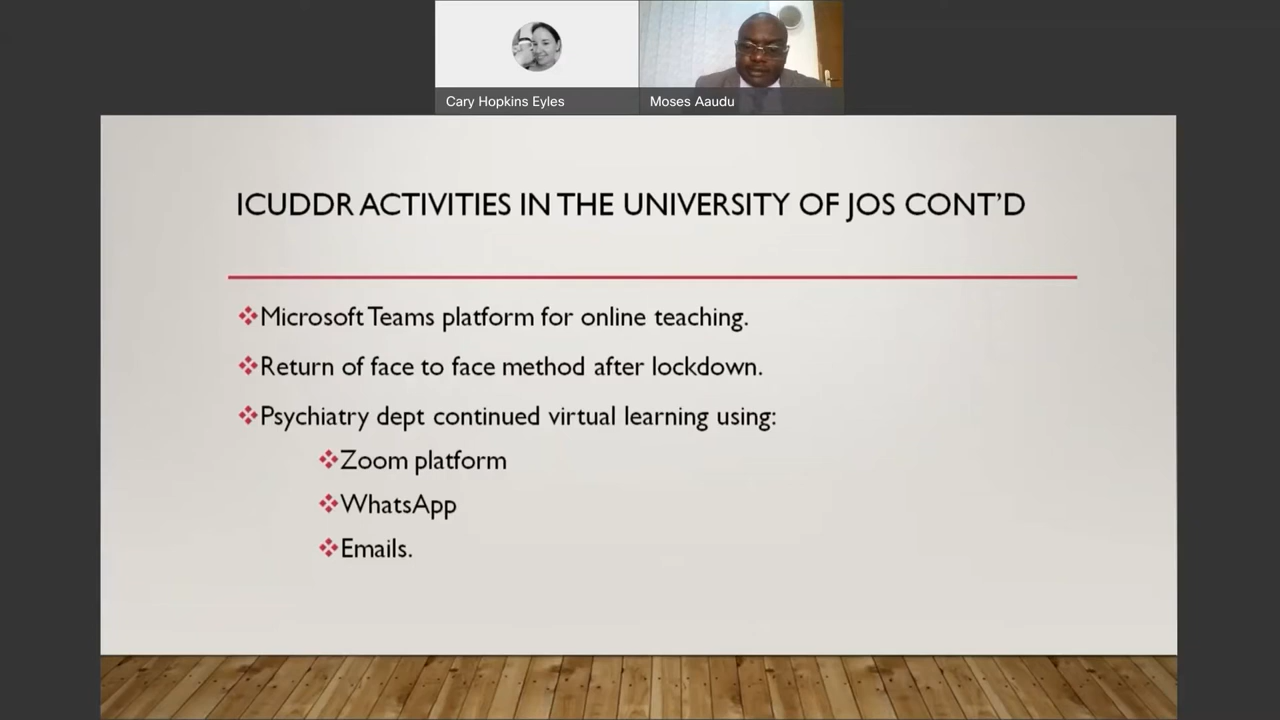 Cary Hopkins Eyles
Moses Aaudu
ICUDDR ACTIVITIES IN THE UNIVERSITY OF JOS CONT’D
Microsoft Teams platform for online teaching.
Return of face to face method after lockdown.
Psychiatry dept continued virtual learning using:
Zoom platform
WhatsApp
Emails.